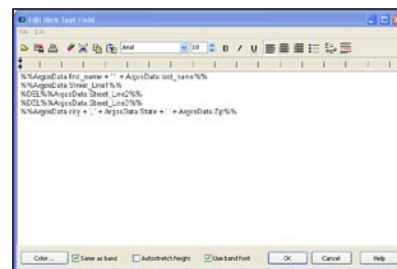 Edit Rich Text Field
File Edit
Arial 10 B I U
%%ArgosData.first_name + " " + ArgosData.last_name%%
%%ArgosData.Street_Line1%%
%DEL%%ArgosData.Street_Line2%%
%DEL%%ArgosData.Street_Line3%%
%%ArgosData.city + ', ' + ArgosData.State + ' ' + ArgosData.Zip%%
Color... Same as band Autostretch height Use band font OK Cancel Help